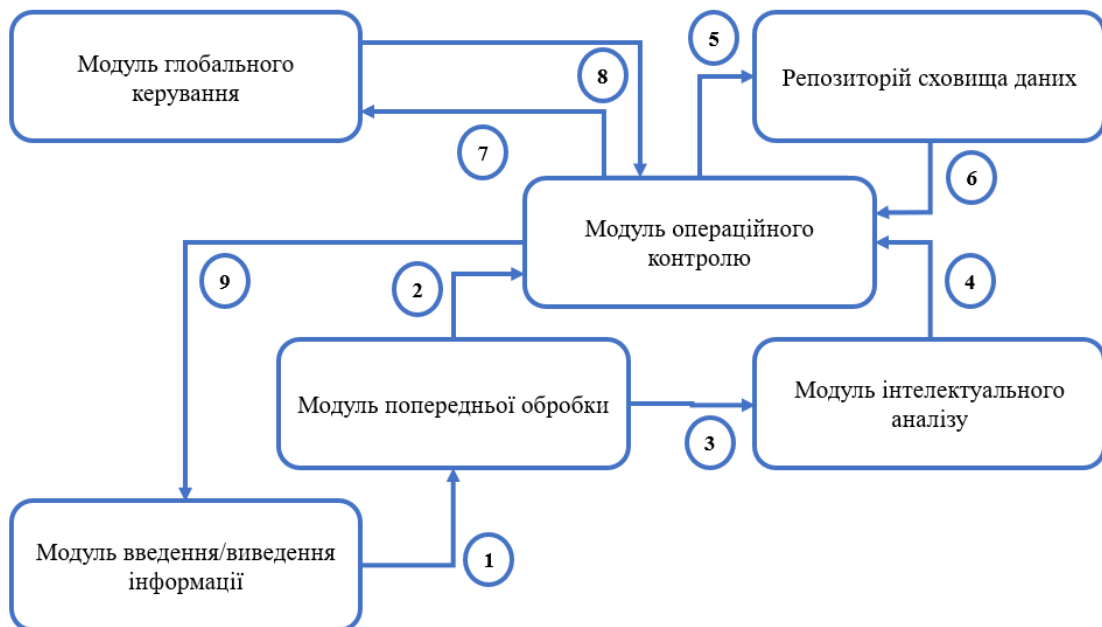 Модуль глобального
керування
8
7
5
Репозиторій сховища даних
6
Модуль операційного
контролю
9
2
4
Модуль попередньої обробки
3
Модуль інтелектуального
аналізу
Модуль введення/виведення
інформації
1